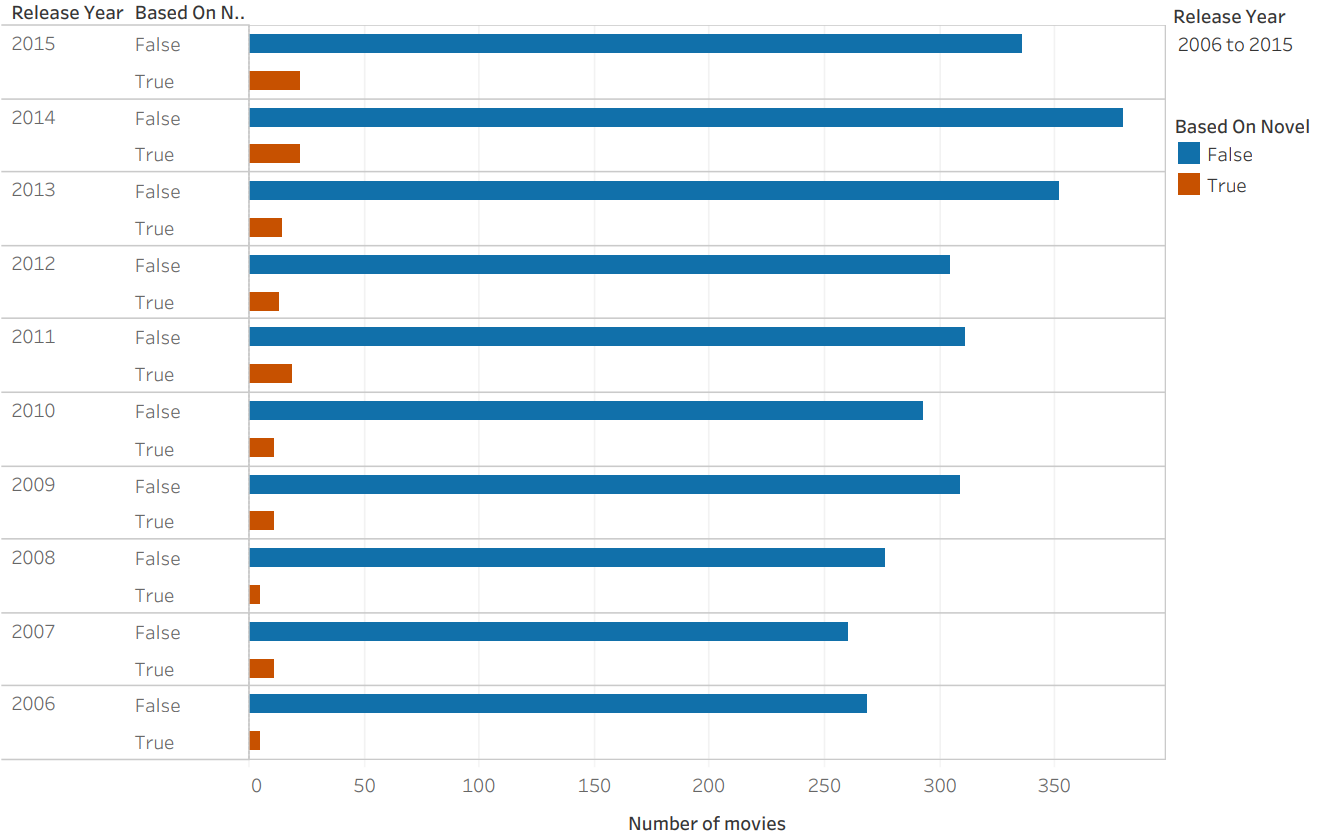 Release Year Based On N..
2015 False
True
2014 False
True
2013 False
True
2012 False
True
2011 False
True
2010 False
True
2009 False
True
2008 False
True
2007 False
True
2006 False
True
0 50 100 150 200 250 300 350
Number of movies
Release Year
2006 to 2015
Based On Novel
False
True